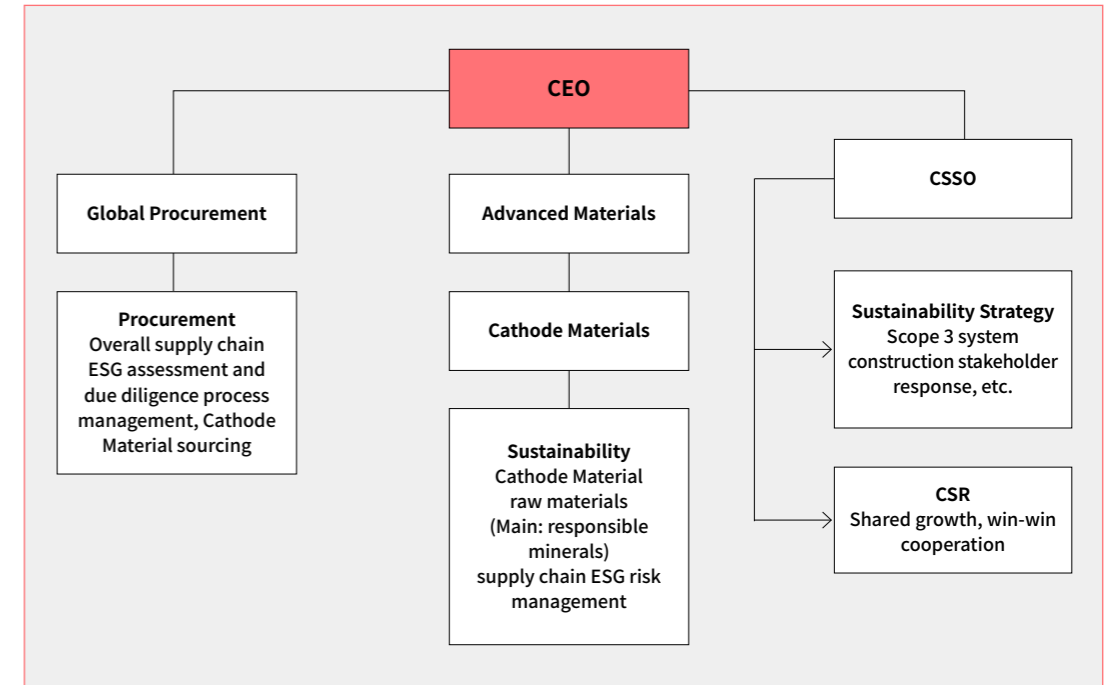 CEO
Global Procurement
Procurement
Overall supply chain
ESG assessment and
due diligence process
management, Cathode
Material sourcing
Advanced Materials
Cathode Materials
Sustainability
Cathode Material
raw materials
(Main: responsible
minerals)
supply chain ESG risk
management
CSSO
Sustainability Strategy
Scope 3 system
construction stakeholder
response, etc.
CSR
Shared growth, win-win
cooperation